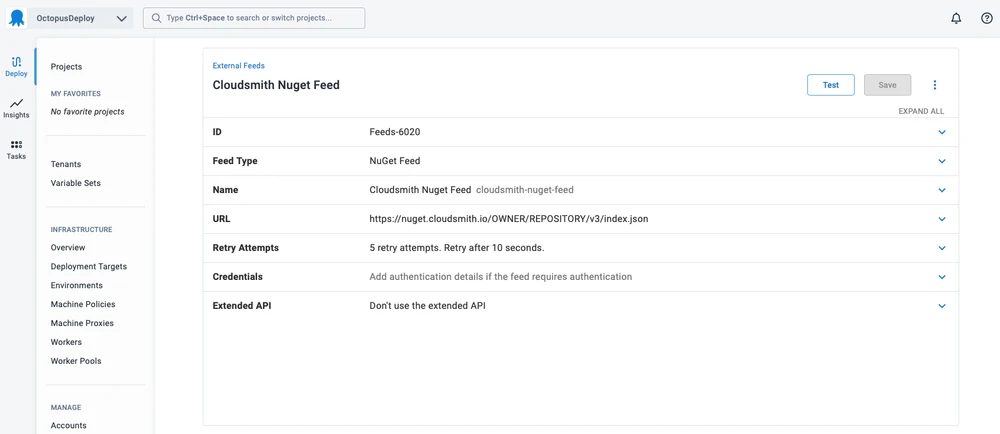 OctopusDeploy
Type Ctrl+Space to search or switch projects...
Deploy
Insights
Tasks
Projects
MY FAVORITES
No favorite projects
Tenants
Variable Sets
INFRASTRUCTURE
Overview
Deployment Targets
Environments
Machine Policies
Machine Proxies
Workers
Worker Pools
MANAGE
Accounts
External Feeds
Cloudsmith Nuget Feed
Test
Save
EXPAND ALL
ID Feeds-6020
Feed Type NuGet Feed
Name Cloudsmith Nuget Feed cloudsmith-nuget-feed
URL https://nuget.cloudsmith.io/OWNER/REPOSITORY/v3/index.json
Retry Attempts 5 retry attempts. Retry after 10 seconds.
Credentials Add authentication details if the feed requires authentication
Extended API Don't use the extended API